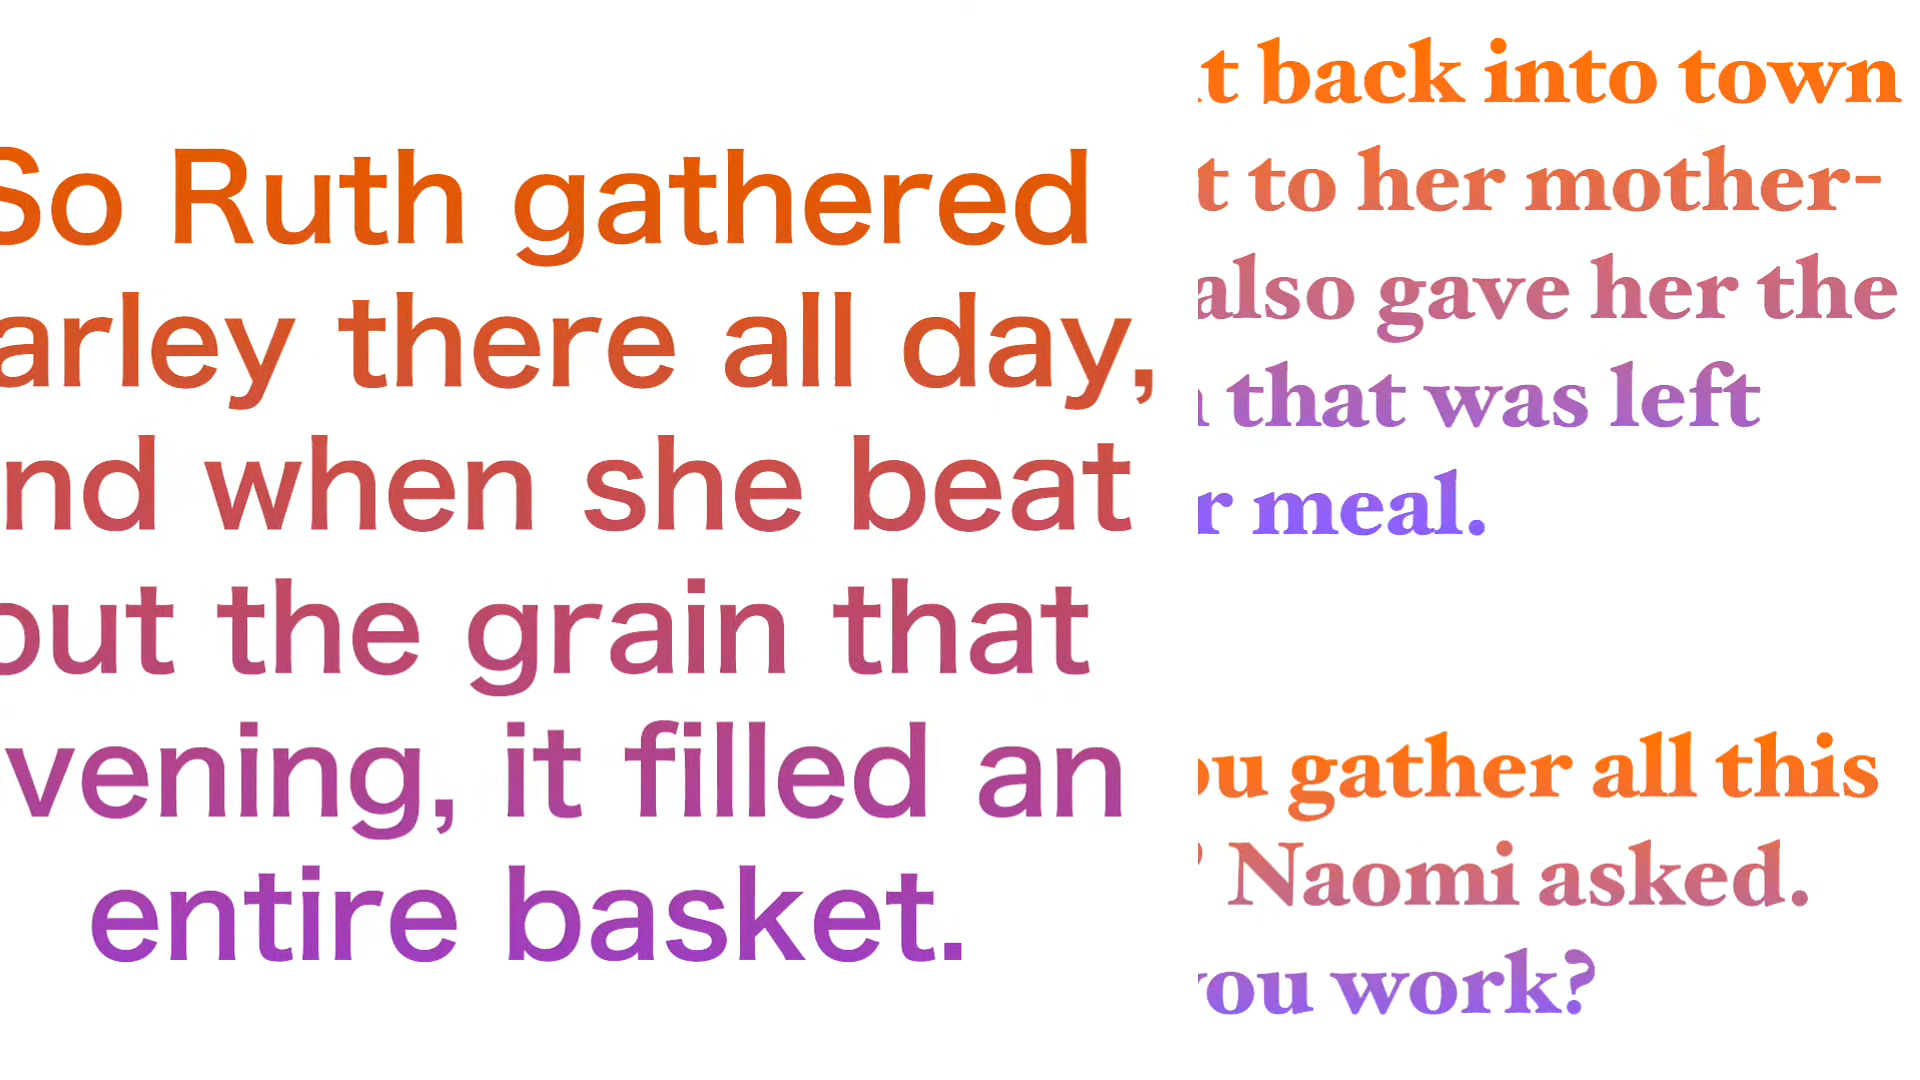 So Ruth gathered
arley there all day,
nd when she beat
out the grain that
vening, it filled an
entire basket.
t back into town
t to her mother-
also gave her the
that was left
r meal.
ou gather all this
Naomi asked.
you work?